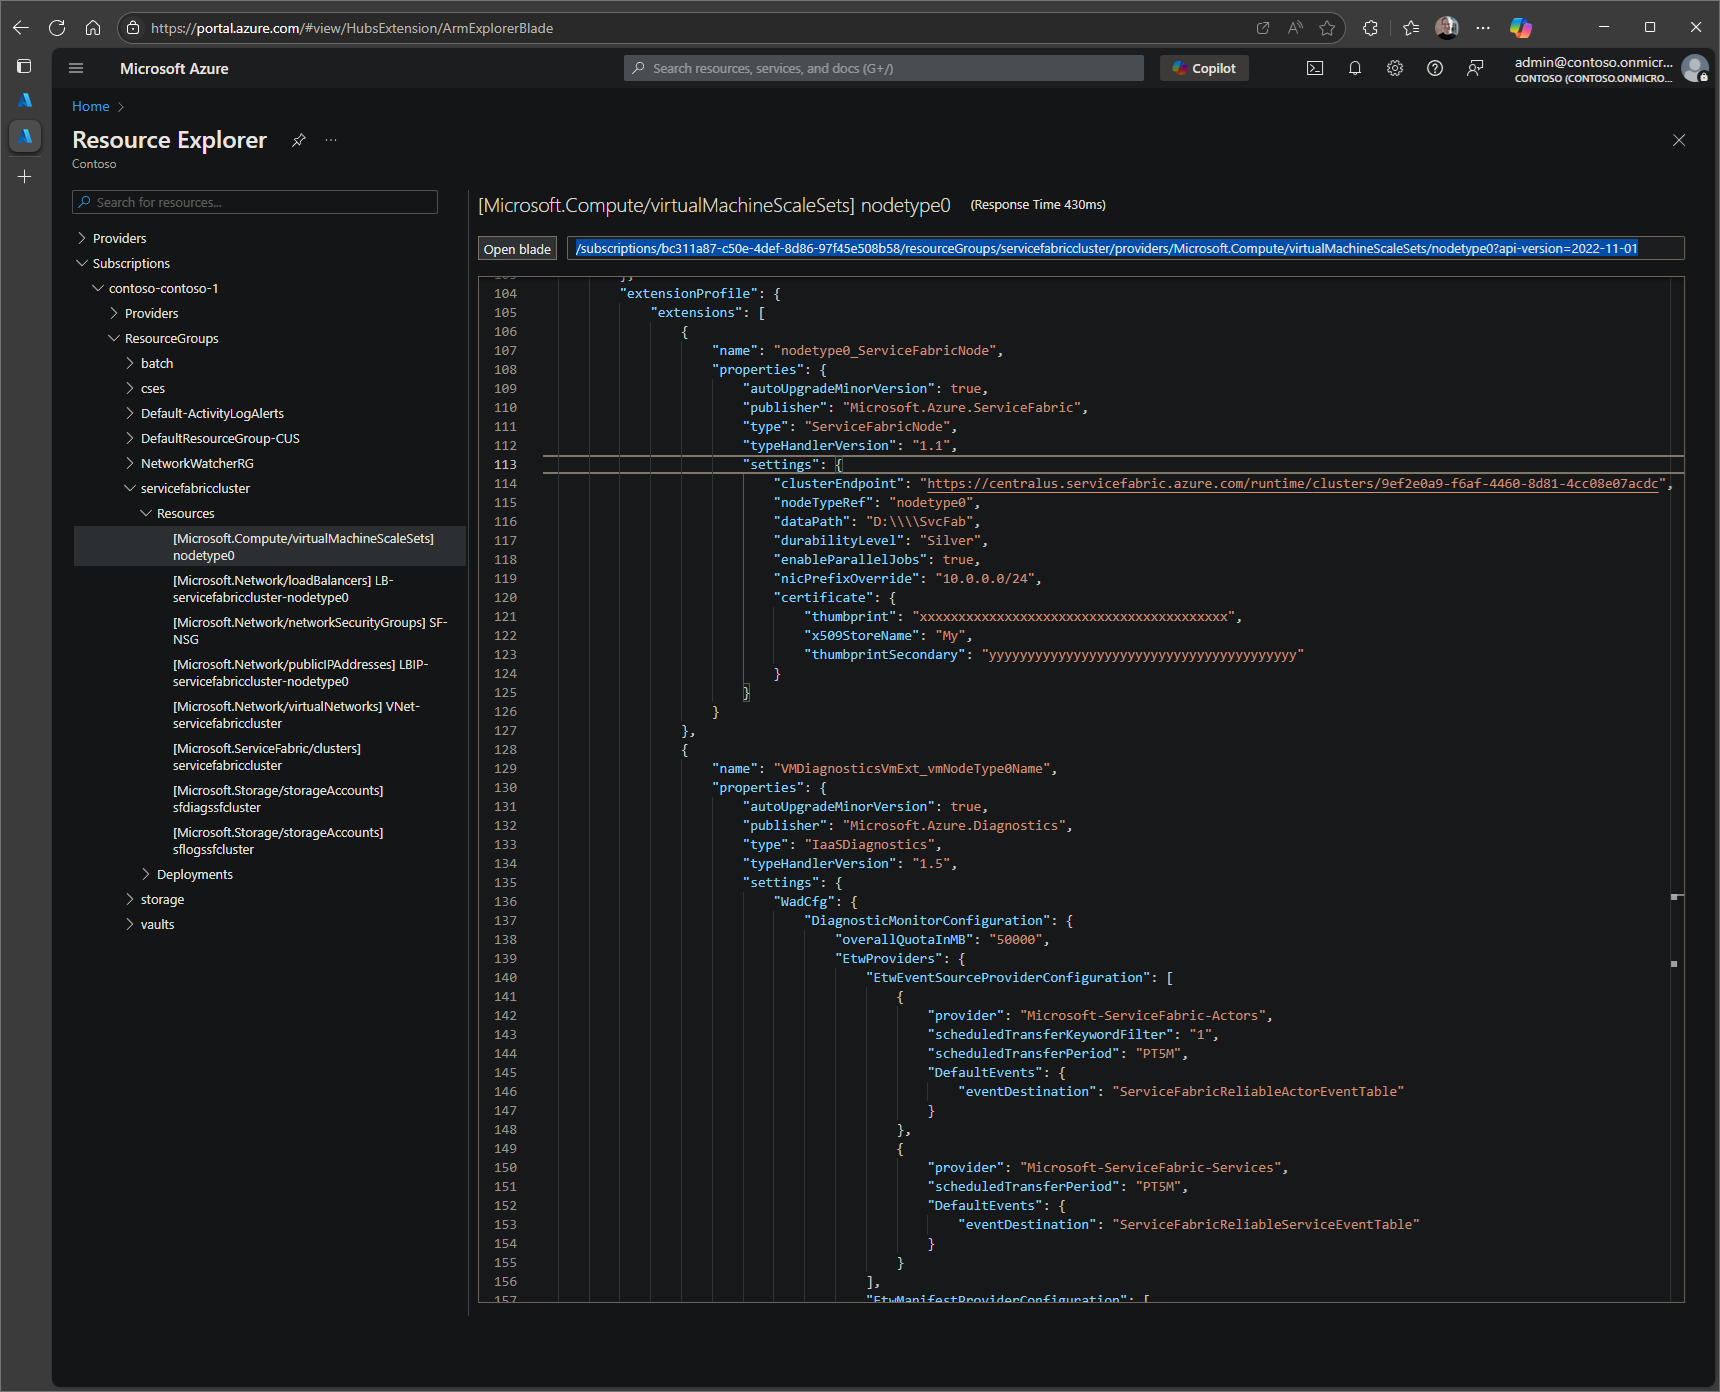 https://portal.azure.com/#view/HubsExtension/ArmExplorerBlade
Microsoft Azure
Search resources, services, and docs (G+/)
Copilot
admin@contoso.onmicr...
CONTOSO (CONTOSO.ONMICRO...
Home
Resource Explorer
Contoso
Search for resources...
Providers
Subscriptions
contoso-contoso-1
Providers
ResourceGroups
batch
cses
Default-ActivityLogAlerts
DefaultResourceGroup-CUS
NetworkWatcherRG
servicefabriccluster
Resources
[Microsoft.Compute/virtualMachineScaleSets]
nodetype0
[Microsoft.Network/loadBalancers] LB-
servicefabriccluster-nodetype0
[Microsoft.Network/networkSecurityGroups] SF-
NSG
[Microsoft.Network/publicIPAddresses] LBIP-
servicefabriccluster-nodetype0
[Microsoft.Network/virtualNetworks] VNet-
servicefabriccluster
[Microsoft.ServiceFabric/clusters]
servicefabriccluster
[Microsoft.Storage/storageAccounts]
sfdiagssfcluster
[Microsoft.Storage/storageAccounts]
sflogssfcluster
Deployments
storage
vaults
[Microsoft.Compute/virtualMachineScaleSets] nodetype0 (Response Time 430ms)
Open blade
/subscriptions/bc311a87-c50e-4def-8d86-97f45e508b58/resourceGroups/servicefabriccluster/providers/Microsoft.Compute/virtualMachineScaleSets/nodetype0?api-version=2022-11-01
103 ],
104 "extensionProfile": {
105 "extensions": [
106 {
107 "name": "nodetype0_ServiceFabricNode",
108 "properties": {
109 "autoUpgradeMinorVersion": true,
110 "publisher": "Microsoft.Azure.ServiceFabric",
111 "type": "ServiceFabricNode",
112 "typeHandlerVersion": "1.1",
113 "settings": {
114 "clusterEndpoint": "https://centralus.servicefabric.azure.com/runtime/clusters/9ef2e0a9-f6af-4460-8d81-4cc08e07acdc",
115 "nodeTypeRef": "nodetype0",
116 "dataPath": "D:\\\\SvcFab",
117 "durabilityLevel": "Silver",
118 "enableParallelJobs": true,
119 "nicPrefixOverride": "10.0.0.0/24",
120 "certificate": {
121 "thumbprint": "xxxxxxxxxxxxxxxxxxxxxxxxxxxxxxxxxxxxxxxx",
122 "x509StoreName": "My",
123 "thumbprintSecondary": "yyyyyyyyyyyyyyyyyyyyyyyyyyyyyyyyyyyyyyyy"
124 }
125 }
126 }
127 },
128 {
129 "name": "VMDiagnosticsVmExt_vmNodeType0Name",
130 "properties": {
131 "autoUpgradeMinorVersion": true,
132 "publisher": "Microsoft.Azure.Diagnostics",
133 "type": "IaaSDiagnostics",
134 "typeHandlerVersion": "1.5",
135 "settings": {
136 "WadCfg": {
137 "DiagnosticMonitorConfiguration": {
138 "overallQuotaInMB": "50000",
139 "EtwProviders": {
140 "EtwEventSourceProviderConfiguration": [
141 {
142 "provider": "Microsoft-ServiceFabric-Actors",
143 "scheduledTransferKeywordFilter": "1",
144 "scheduledTransferPeriod": "PT5M",
145 "DefaultEvents": {
146 "eventDestination": "ServiceFabricReliableActorEventTable"
147 }
148 },
149 {
150 "provider": "Microsoft-ServiceFabric-Services",
151 "scheduledTransferPeriod": "PT5M",
152 "DefaultEvents": {
153 "eventDestination": "ServiceFabricReliableServiceEventTable"
154 }
155 }
156 ],
157 "EtwManifestProviderConfiguration": [